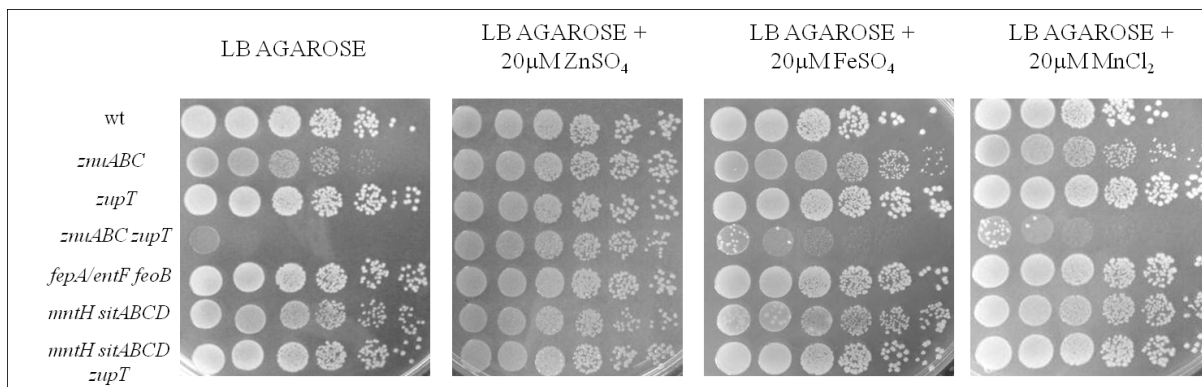 LB AGAROSE
LB AGAROSE +
20µM ZnSO₄
LB AGAROSE +
20µM FeSO₄
LB AGAROSE +
20µM MnCl₂
wt
znuABC
zupT
znuABC zupT
fepA/entF feoB
mntH sitABCD
mntH sitABCD
zupT